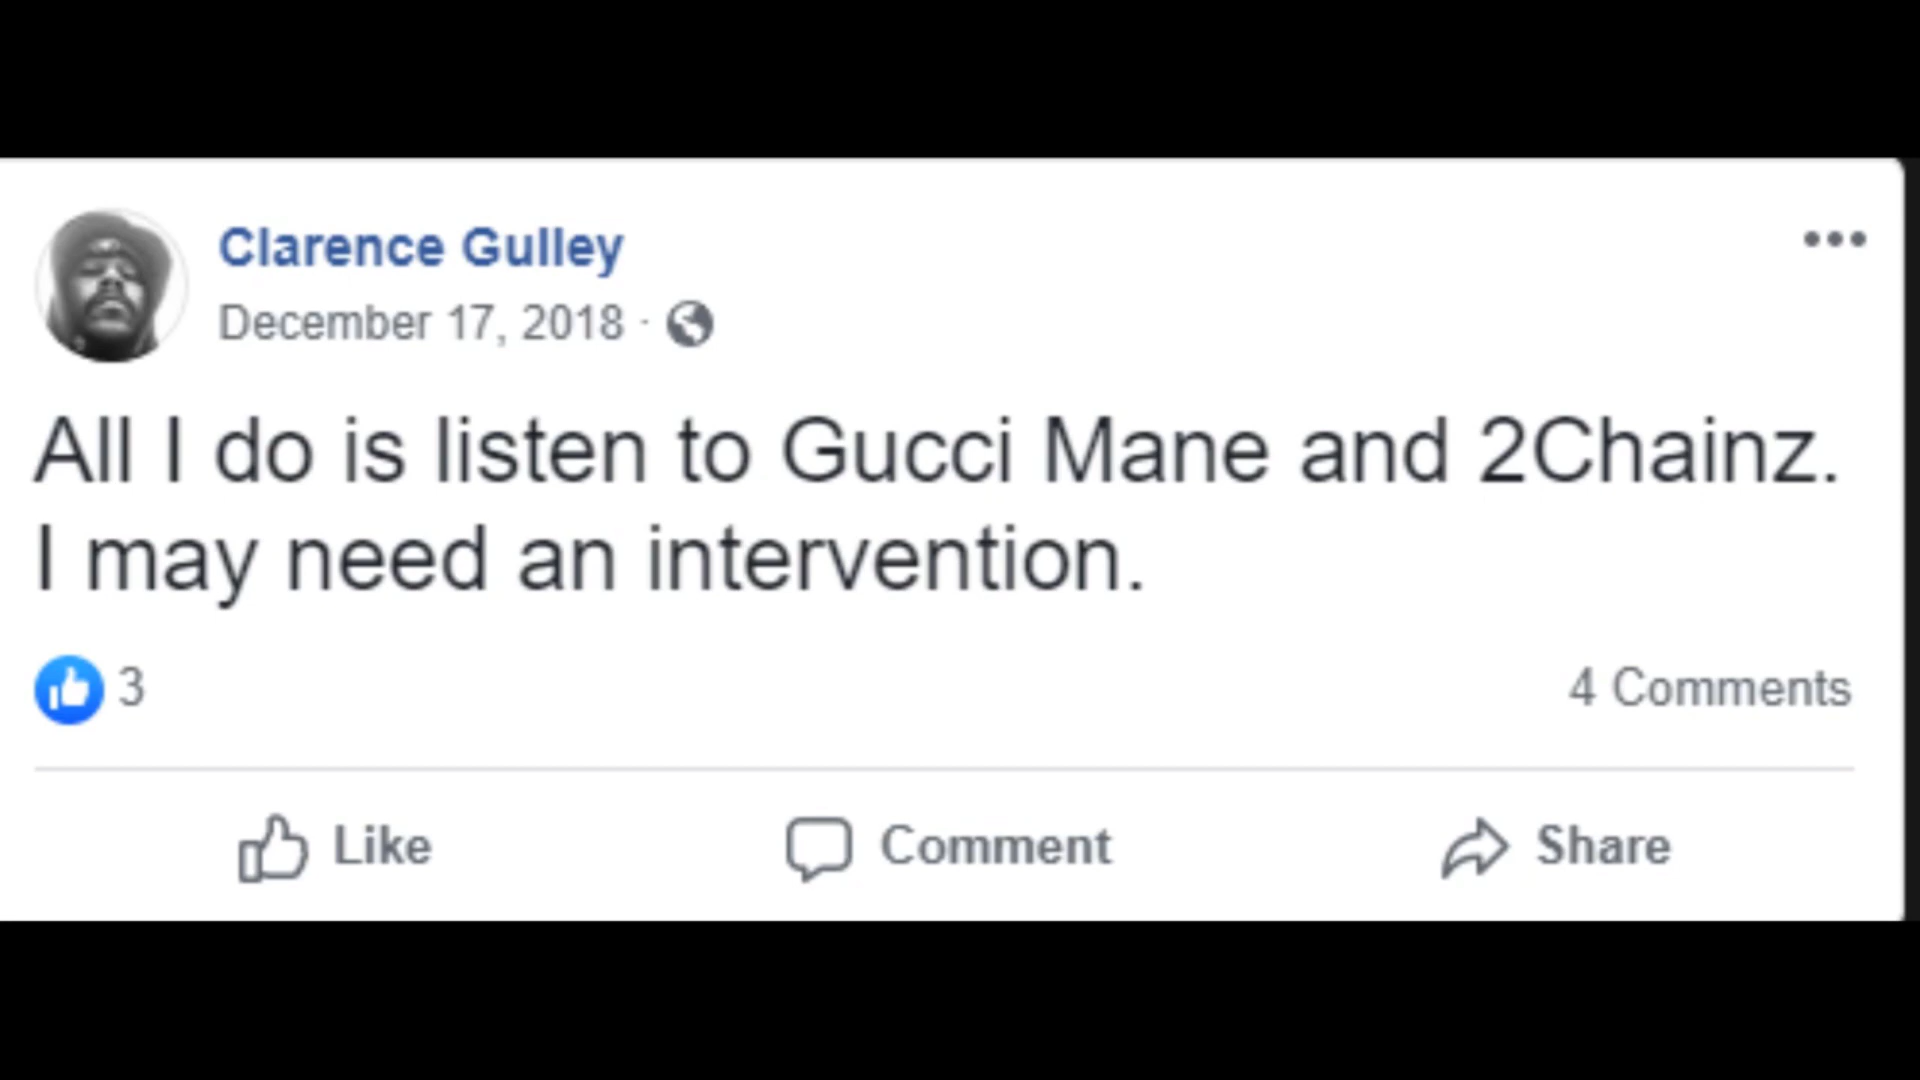 Clarence Gulley
December 17, 2018 ·
All I do is listen to Gucci Mane and 2Chainz.
I may need an intervention.
3 4 Comments
Like Comment Share